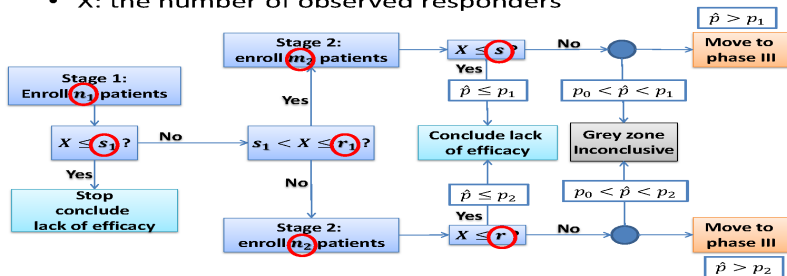 • X: the number of observed responders
p̂ > p₁
Stage 2:
enroll m₂ patients
X ≤ s ?
No
Move to
phase III
Stage 1:
Enroll n₁ patients
Yes
Yes
p̂ ≤ p₁
p₀ < p̂ < p₁
X ≤ s₁ ?
No
s₁ < X ≤ r₁ ?
Conclude lack
of efficacy
Grey zone
Inconclusive
Yes
No
Stop
conclude
lack of efficacy
p̂ ≤ p₂
p₀ < p̂ < p₂
Yes
Stage 2:
enroll n₂ patients
X ≤ r ?
No
Move to
phase III
p̂ > p₂